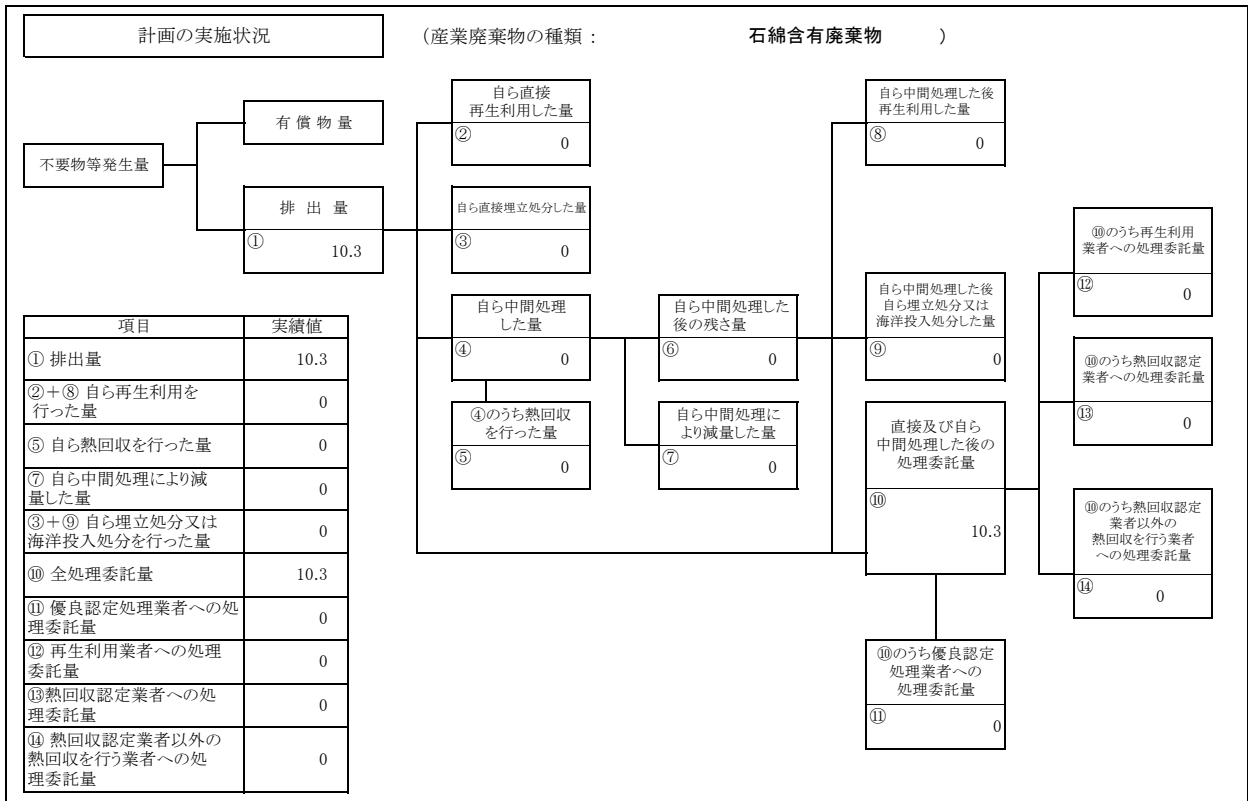 計画の実施状況
(産業廃棄物の種類: 石綿含有廃棄物 )
不要物等発生量
有償物量
排出量
①
10.3
自ら直接
再生利用した量
②
0
自ら直接埋立処分した量
③
0
自ら中間処理
した量
④
0
④のうち熱回収
を行った量
⑤
0
自ら中間処理した
後の残さ量
⑥
0
自ら中間処理に
より減量した量
⑦
0
自ら中間処理した後
再生利用した量
⑧
0
自ら中間処理した後
自ら埋立処分又は
海洋投入処分した量
⑨
0
直接及び自ら
中間処理した後の
処理委託量
⑩
10.3
⑩のうち優良認定
処理業者への
処理委託量
⑪
0
⑩のうち再生利用
業者への処理委託量
⑫
0
⑩のうち熱回収認定
業者への処理委託量
⑬
0
⑩のうち熱回収認定
業者以外の
熱回収を行う業者
への処理委託量
⑭
0
項目 実績値
① 排出量 10.3
②+⑧ 自ら再生利用を
行った量 0
⑤ 自ら熱回収を行った量 0
⑦ 自ら中間処理により減
量した量 0
③+⑨ 自ら埋立処分又は
海洋投入処分を行った量 0
⑩ 全処理委託量 10.3
⑪ 優良認定処理業者への処
理委託量 0
⑫ 再生利用業者への処理
委託量 0
⑬熱回収認定業者への処
理委託量 0
⑭ 熱回収認定業者以外の
熱回収を行う業者への処
理委託量 0